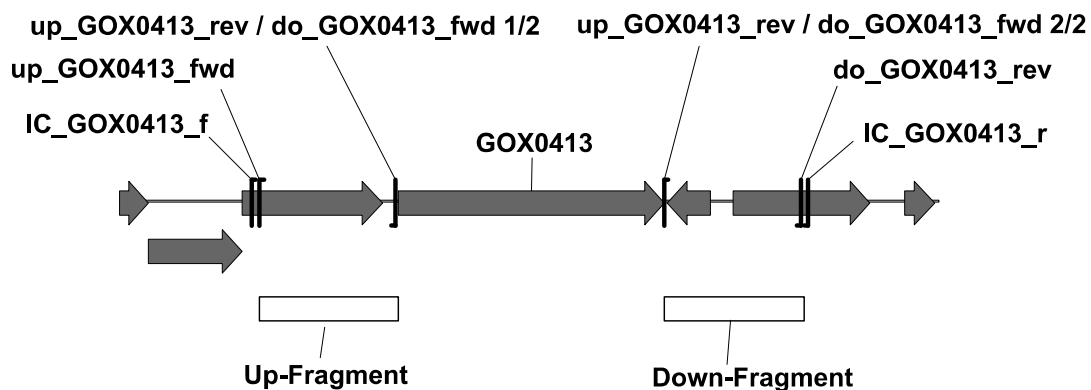 up_GOX0413_rev / do_GOX0413_fwd 1/2
up_GOX0413_rev / do_GOX0413_fwd 2/2
up_GOX0413_fwd
do_GOX0413_rev
IC_GOX0413_f
GOX0413
IC_GOX0413_r
Up-Fragment
Down-Fragment